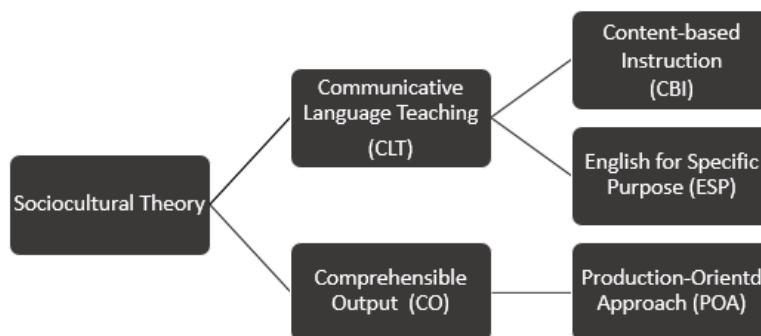 Sociocultural Theory
Communicative
Language Teaching
(CLT)
Comprehensible
Output (CO)
Content-based
Instruction
(CBI)
English for Specific
Purpose (ESP)
Production-Orientd
Approach (POA)